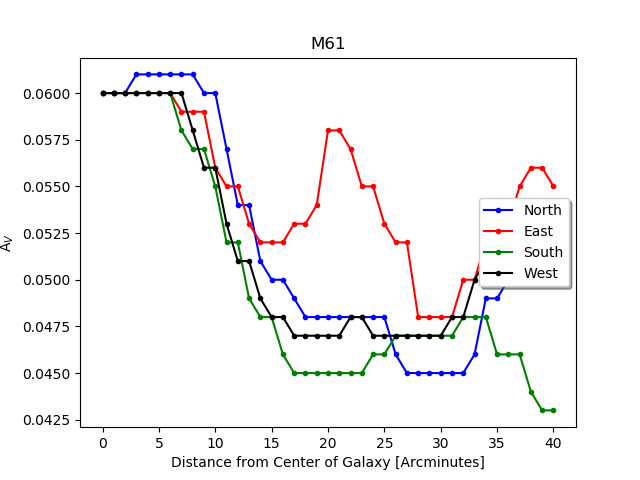 M61
0.0600
0.0575
0.0550
0.0525
0.0500
0.0475
0.0450
0.0425
A_V
North
East
South
West
0 5 10 15 20 25 30 35 40
Distance from Center of Galaxy [Arcminutes]